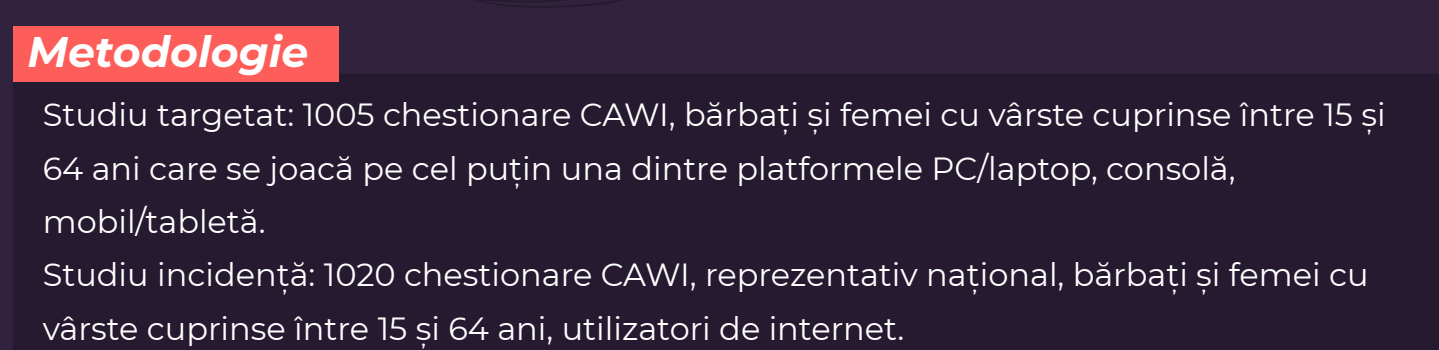 Metodologie
Studiu targetat: 1005 chestionare CAWI, bărbați și femei cu vârste cuprinse între 15 și
64 ani care se joacă pe cel puțin una dintre platformele PC/laptop, consolă,
mobil/tabletă.
Studiu incidență: 1020 chestionare CAWI, reprezentativ național, bărbați și femei cu
vârste cuprinse între 15 și 64 ani, utilizatori de internet.